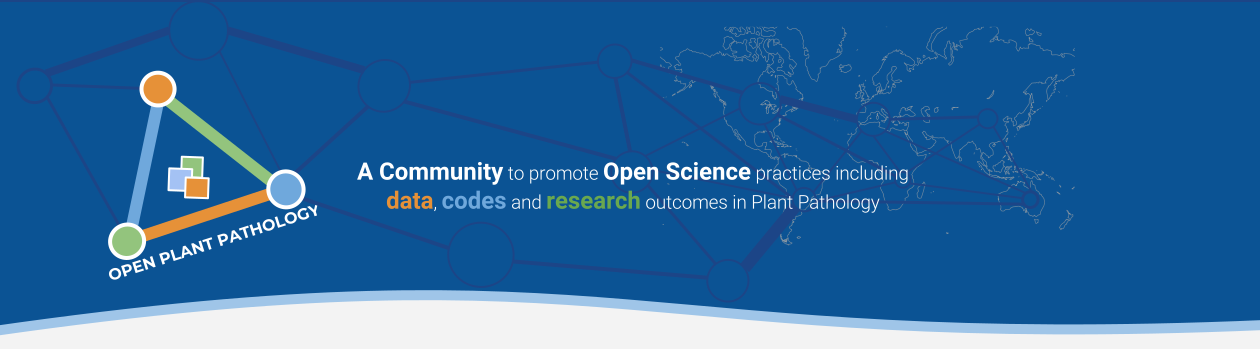 A Community to promote Open Science practices including
data, codes and research outcomes in Plant Pathology
OPEN PLANT PATHOLOGY